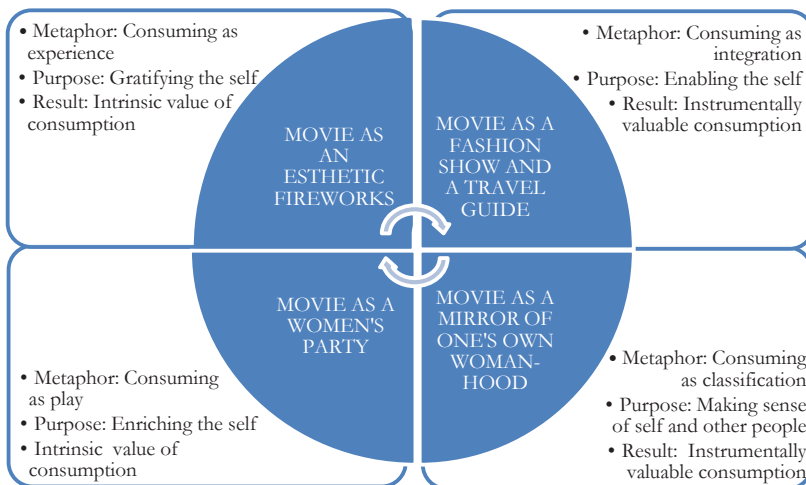 • Metaphor: Consuming as
experience
• Purpose: Gratifying the self
• Result: Intrinsic value of
consumption
MOVIE AS
AN
ESTHETIC
FIREWORKS
MOVIE AS A
FASHION
SHOW AND
A TRAVEL
GUIDE
• Metaphor: Consuming as
integration
• Purpose: Enabling the self
• Result: Instrumentally
valuable consumption
MOVIE AS A
WOMEN'S
PARTY
MOVIE AS A
MIRROR OF
ONE'S OWN
WOMAN-
HOOD
• Metaphor: Consuming
as play
• Purpose: Enriching the self
• Intrinsic value of
consumption
• Metaphor: Consuming
as classification
• Purpose: Making sense
of self and other people
• Result: Instrumentally
valuable consumption